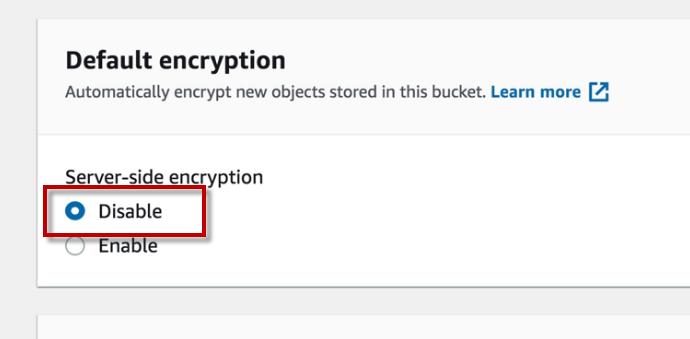 Default encryption
Automatically encrypt new objects stored in this bucket. Learn more
Server-side encryption
Disable
Enable